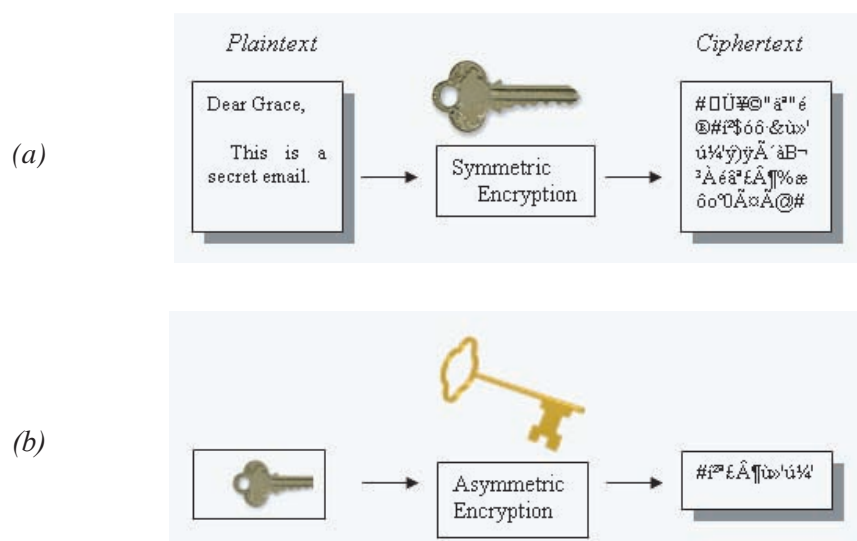 Plaintext
Ciphertext
(a)
Dear Grace,
This is a
secret email.
Symmetric
Encryption
(b)
Asymmetric
Encryption